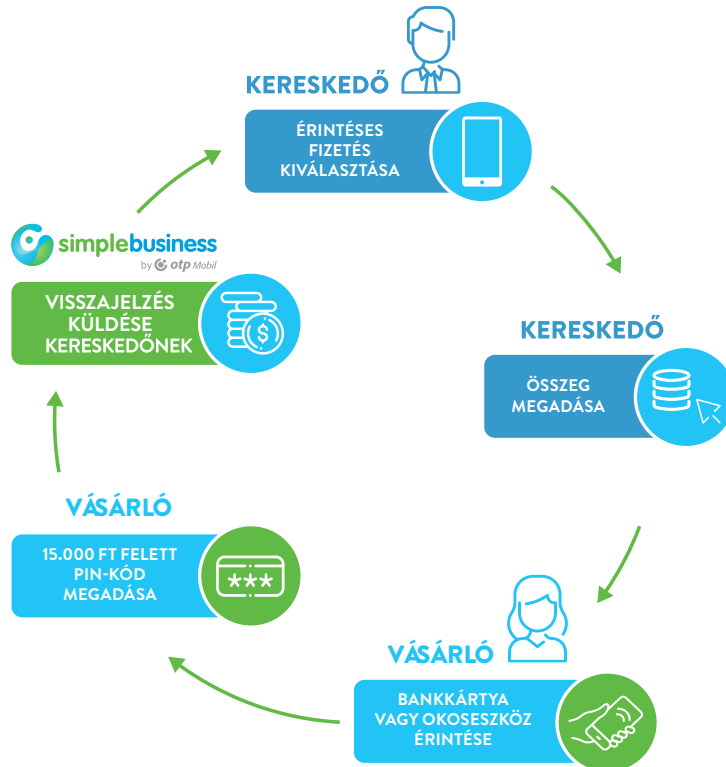 KERESKEDŐ
ÉRINTÉSES
FIZETÉS
KIVÁLASZTÁSA
KERESKEDŐ
ÖSSZEG
MEGADÁSA
VÁSÁRLÓ
BANKKÁRTYA
VAGY OKOSESZKÖZ
ÉRINTÉSE
VÁSÁRLÓ
15.000 FT FELETT
PIN-KÓD
MEGADÁSA
***
simplebusiness
by otp Mobil
VISSZAJELZÉS
KÜLDÉSE
KERESKEDŐNEK
$